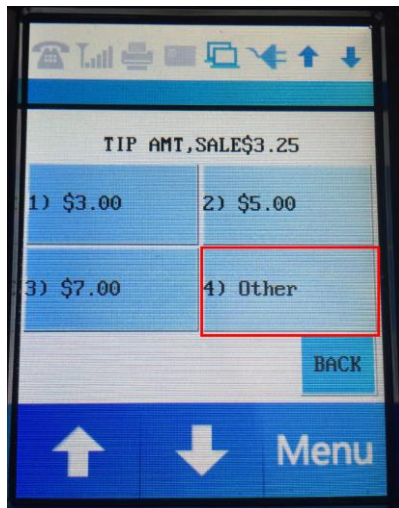 TIP AMT,SALE$3.25
1) $3.00
2) $5.00
3) $7.00
4) Other
BACK
Menu